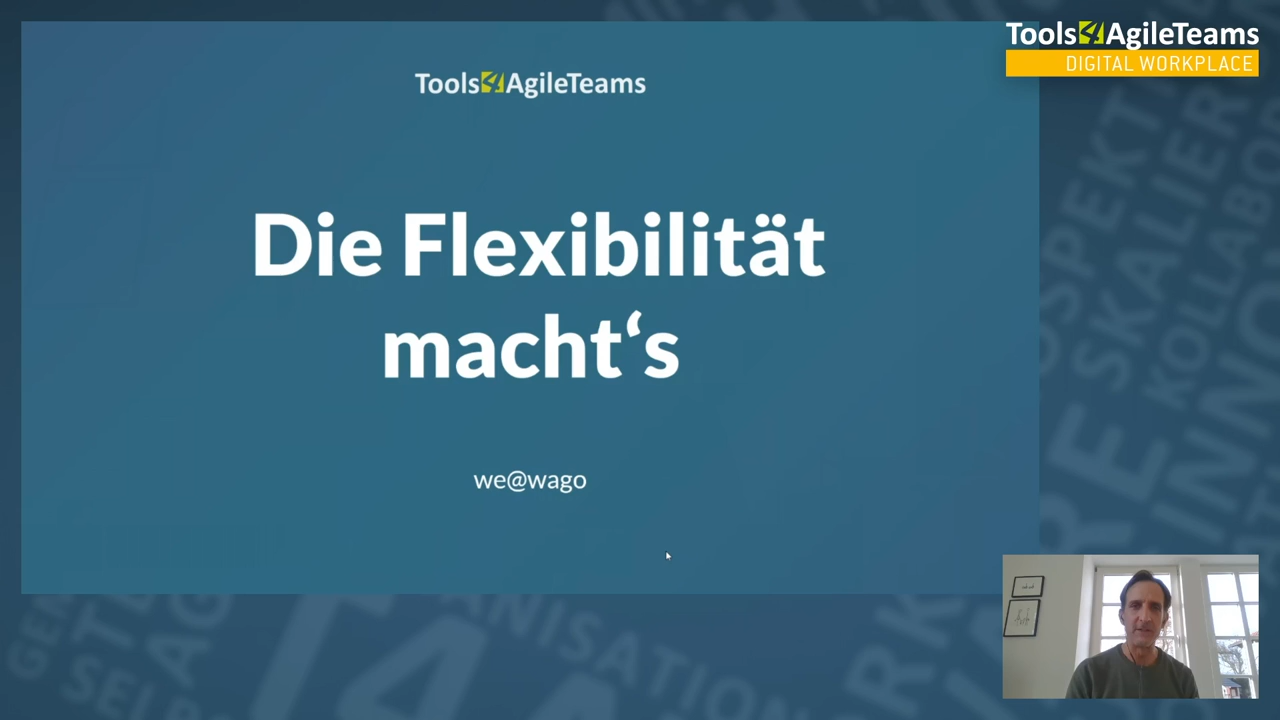 Tools4AgileTeams
DIGITAL WORKPLACE
Tools4AgileTeams
Die Flexibilität
macht‘s
we@wago